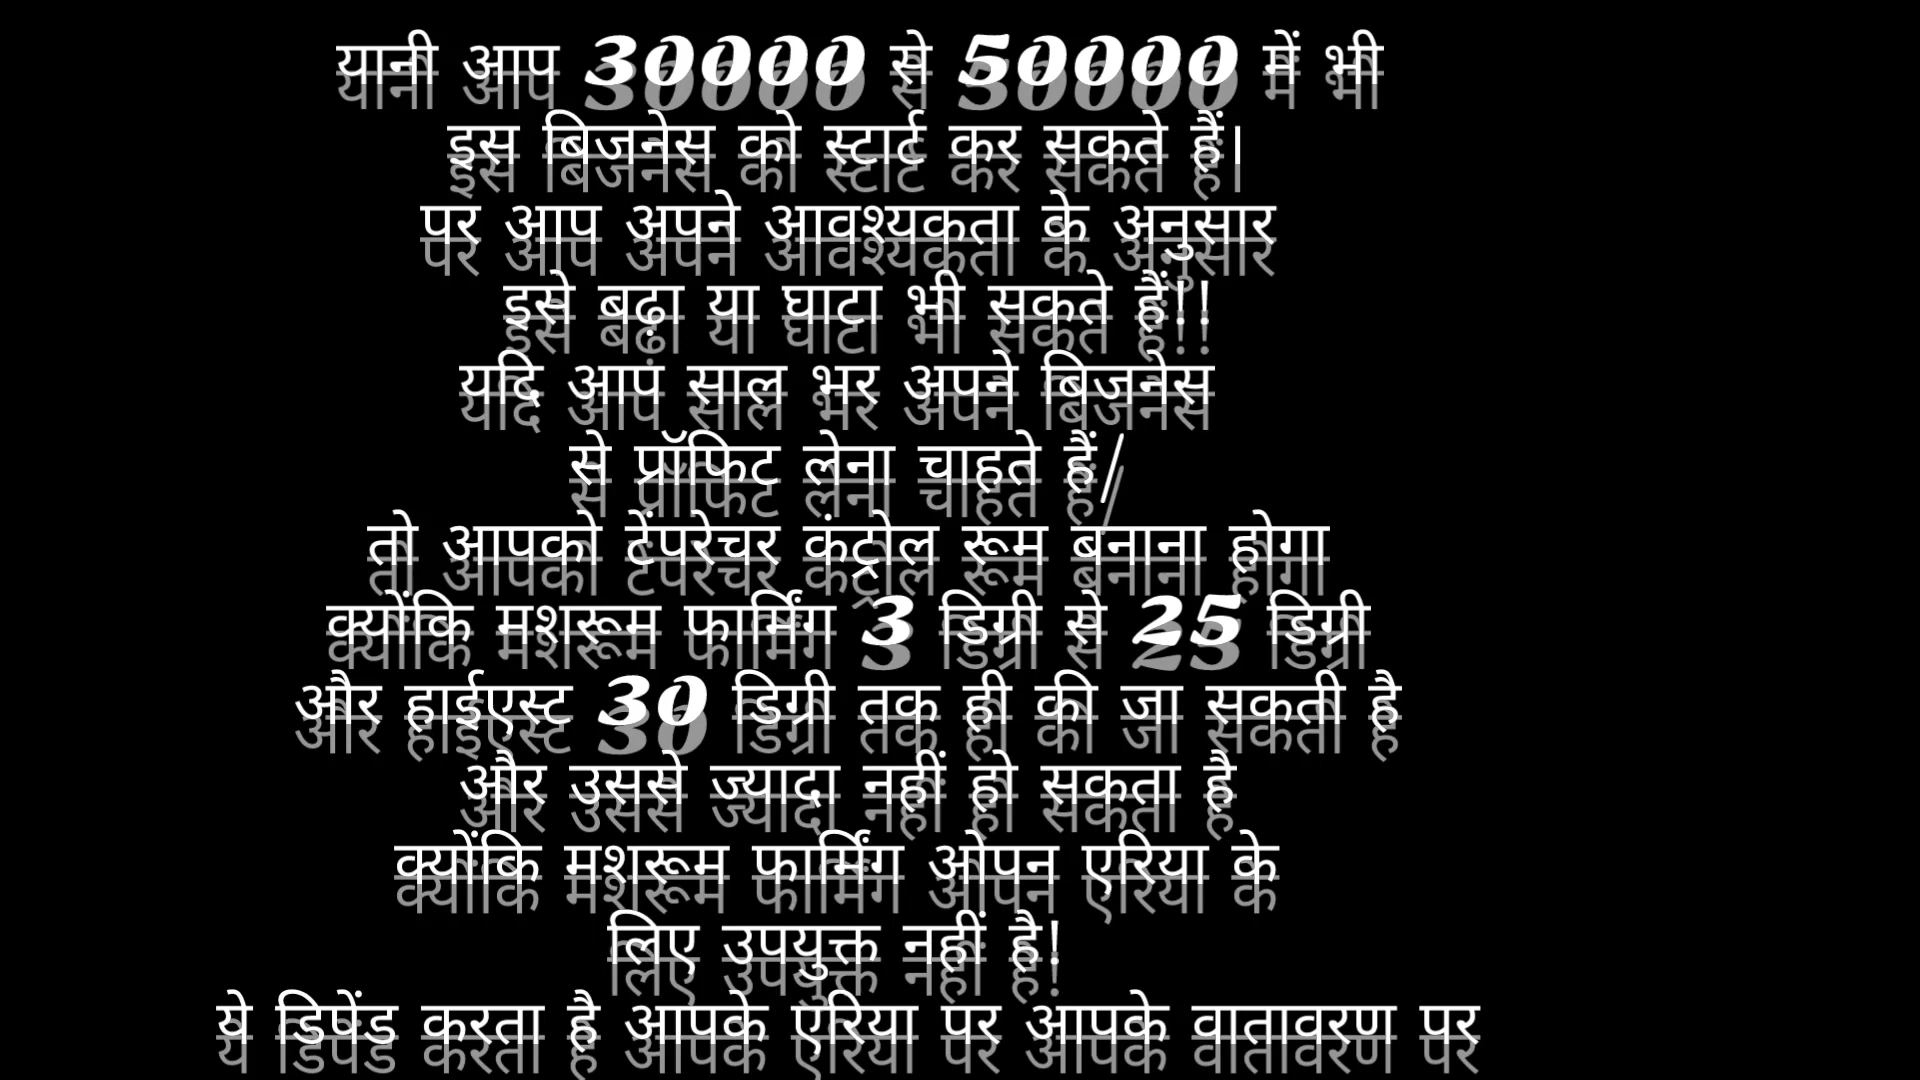 यानी आप 30000 से 50000 में भी
इस बिजनेस को स्टार्ट कर सकते हैं।
पर आप अपने आवश्यकता के अनुसार
इसे बढ़ा या घाटा भी सकते हैं!!
यदि आप साल भर अपने बिजनेस
से प्रॉफिट लेना चाहते हैं/
तो आपको टेंपरेचर कंट्रोल रूम बनाना होगा
क्योंकि मशरूम फार्मिंग 3 डिग्री से 25 डिग्री
और हाईएस्ट 30 डिग्री तक ही की जा सकती है
और उससे ज्यादा नहीं हो सकता है
क्योंकि मशरूम फार्मिंग ओपन एरिया के
लिए उपयुक्त नहीं है!
ये डिपेंड करता है आपके एरिया पर आपके वातावरण पर